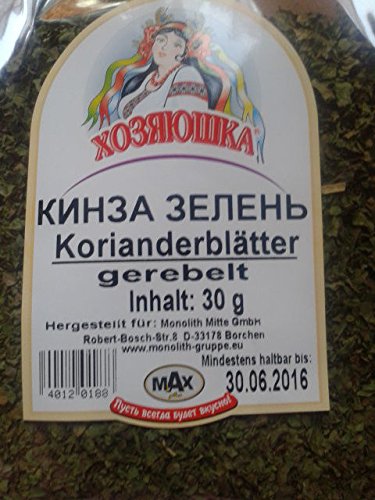 ХОЗЯЮШКА
КИНЗА ЗЕЛЕНЬ
Korianderblätter
gerebelt
Inhalt: 30 g
Hergestellt für: Monolith Mitte GmbH
Robert-Bosch-Str.8 D-33178 Borchen
www.monolith-gruppe.eu
Mindestens haltbar bis:
30.06.2016
40120188
MAX
Пусть всегда будет вкусно!